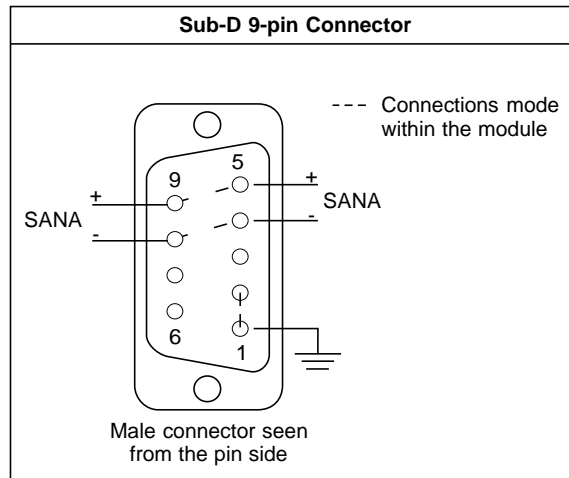 Sub-D 9-pin Connector
--- Connections mode
within the module
9
5
+
+
SANA
SANA
-
-
6
1
Male connector seen
from the pin side